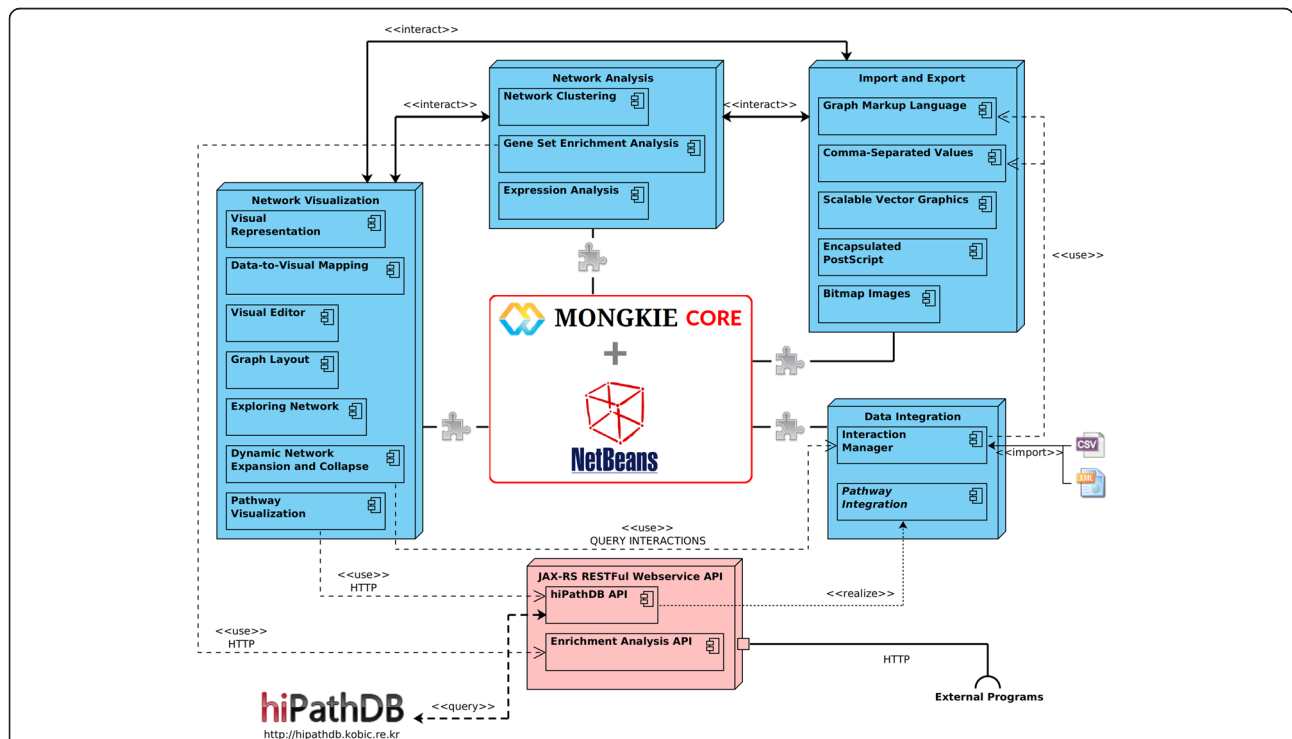 <<interact>>
Network Analysis
Network Clustering
Gene Set Enrichment Analysis
Expression Analysis
<<interact>>
<<interact>>
Import and Export
Graph Markup Language
Comma-Separated Values
Scalable Vector Graphics
Encapsulated
PostScript
Bitmap Images
<<use>>
Network Visualization
Visual
Representation
Data-to-Visual Mapping
Visual Editor
Graph Layout
Exploring Network
Dynamic Network
Expansion and Collapse
Pathway
Visualization
MONGKIE CORE
+
NetBeans
Data Integration
Interaction
Manager
Pathway
Integration
<<import>>
CSV
XML
<<use>>
QUERY INTERACTIONS
<<use>>
HTTP
<<use>>
HTTP
JAX-RS RESTFul Webservice API
hiPathDB API
Enrichment Analysis API
<<realize>>
HTTP
External Programs
hiPathDB
http://hipathdb.kobic.re.kr
<<query>>